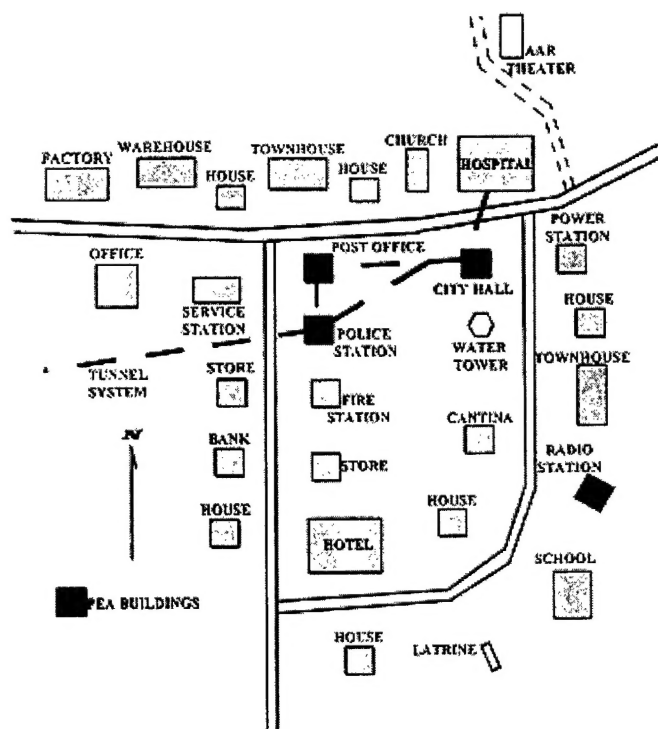 AAR
THEATER
CHURCH
WAREHOUSE
TOWNHOUSE
FACTORY
HOUSE
HOUSE
HOSPITAL
POWER
STATION
POST OFFICE
OFFICE
CITY HALL
HOUSE
SERVICE
STATION
POLICE
STATION
WATER
TOWER
TOWNHOUSE
TUNNEL
SYSTEM
STORE
FIRE
STATION
CANTINA
N
BANK
STORE
RADIO
STATION
HOUSE
HOUSE
HOTEL
SCHOOL
PEA BUILDINGS
HOUSE
LATRINE